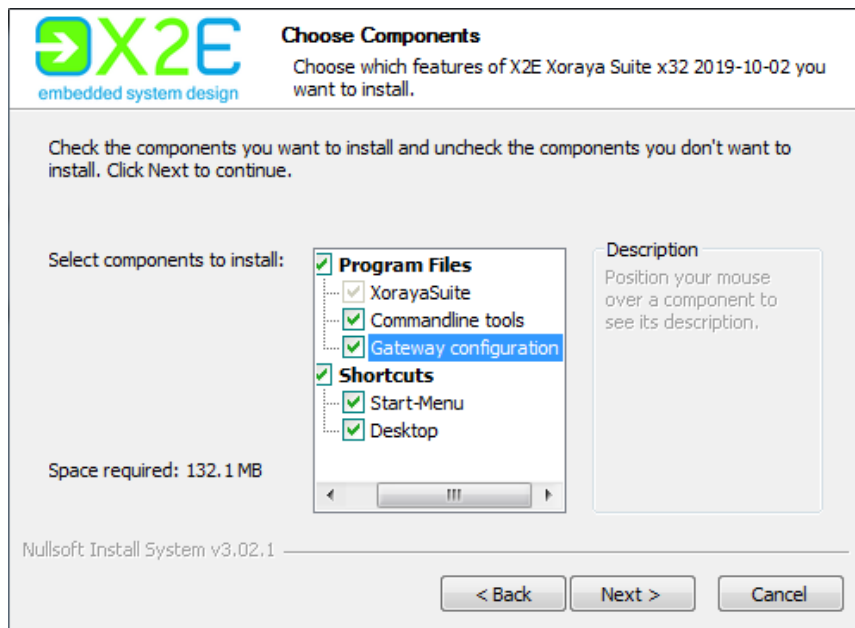 X2E
embedded system design
Choose Components
Choose which features of X2E Xoraya Suite x32 2019-10-02 you
want to install.
Check the components you want to install and uncheck the components you don't want to
install. Click Next to continue.
Select components to install:
Program Files
XorayaSuite
Commandline tools
Gateway configuration
Shortcuts
Start-Menu
Desktop
Description
Position your mouse
over a component to
see its description.
Space required: 132.1 MB
Nullsoft Install System v3.02.1
< Back
Next >
Cancel